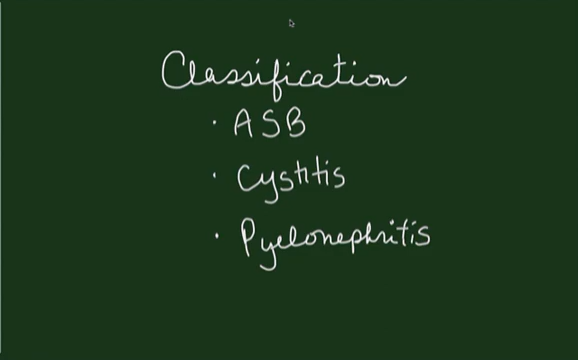 Classification
· ASB
· Cystitis
· Pyelonephritis